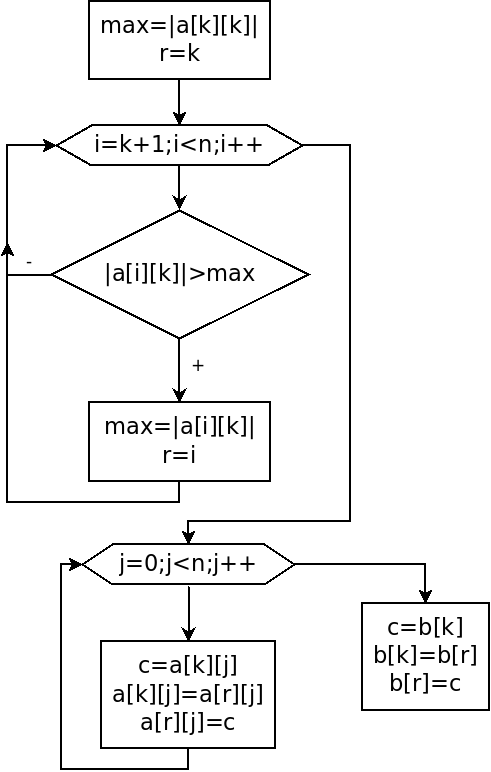 max=|a[k][k]|
r=k
i=k+1;i<n;i++
-
|a[i][k]|>max
+
max=|a[i][k]|
r=i
j=0;j<n;j++
c=a[k][j]
a[k][j]=a[r][j]
a[r][j]=c
c=b[k]
b[k]=b[r]
b[r]=c